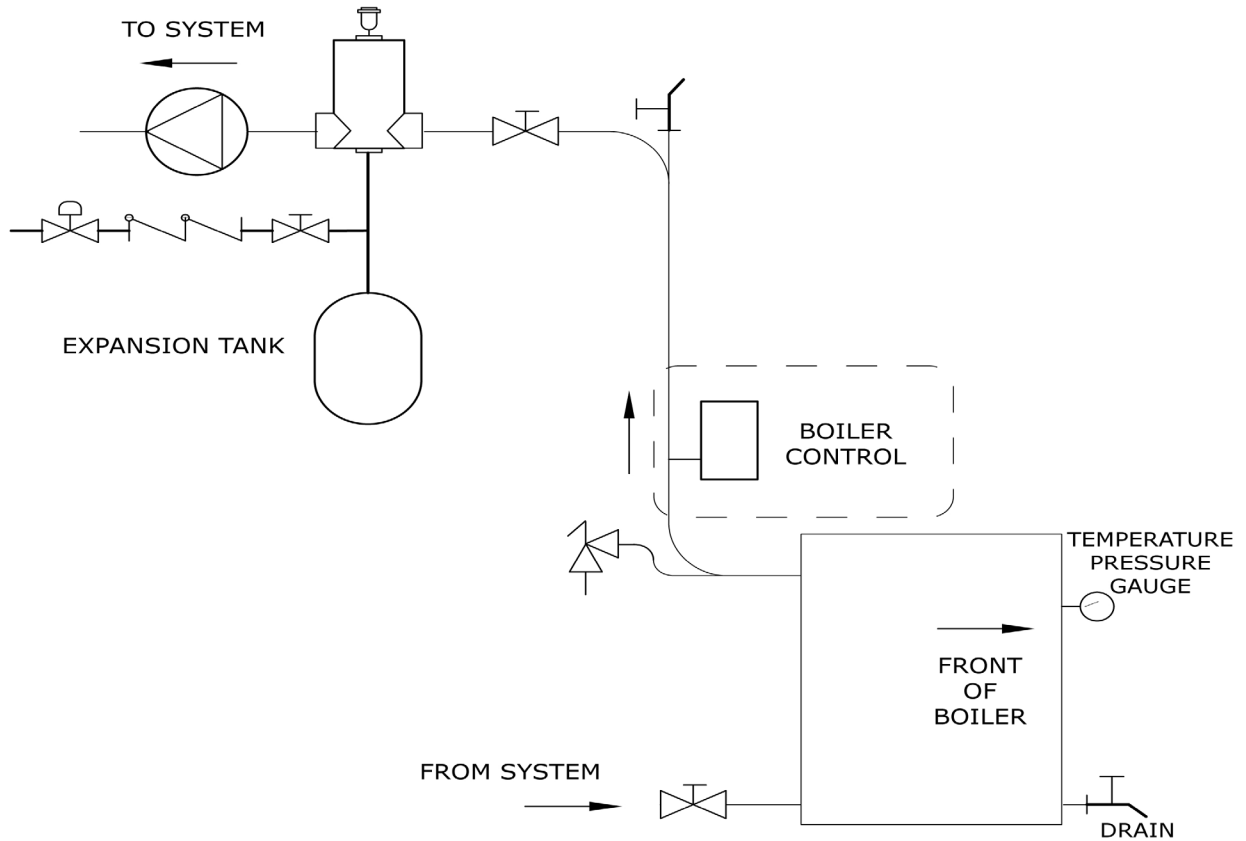 TO SYSTEM
EXPANSION TANK
BOILER
CONTROL
TEMPERATURE
PRESSURE
GAUGE
FRONT
OF
BOILER
FROM SYSTEM
DRAIN